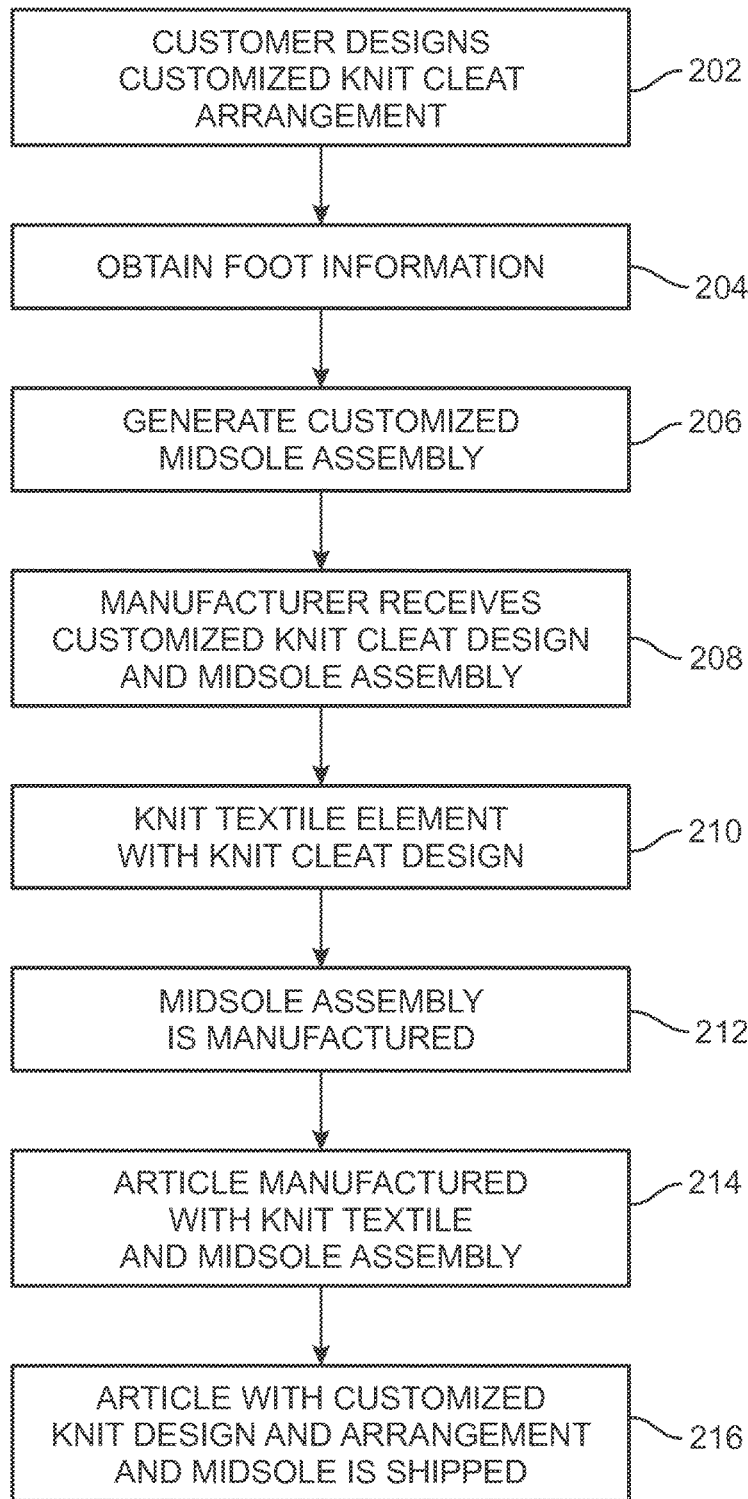 CUSTOMER DESIGNS
CUSTOMIZED KNIT CLEAT
ARRANGEMENT
202
OBTAIN FOOT INFORMATION
204
GENERATE CUSTOMIZED
MIDSOLE ASSEMBLY
206
MANUFACTURER RECEIVES
CUSTOMIZED KNIT CLEAT DESIGN
AND MIDSOLE ASSEMBLY
208
KNIT TEXTILE ELEMENT
WITH KNIT CLEAT DESIGN
210
MIDSOLE ASSEMBLY
IS MANUFACTURED
212
ARTICLE MANUFACTURED
WITH KNIT TEXTILE
AND MIDSOLE ASSEMBLY
214
ARTICLE WITH CUSTOMIZED
KNIT DESIGN AND ARRANGEMENT
AND MIDSOLE IS SHIPPED
216